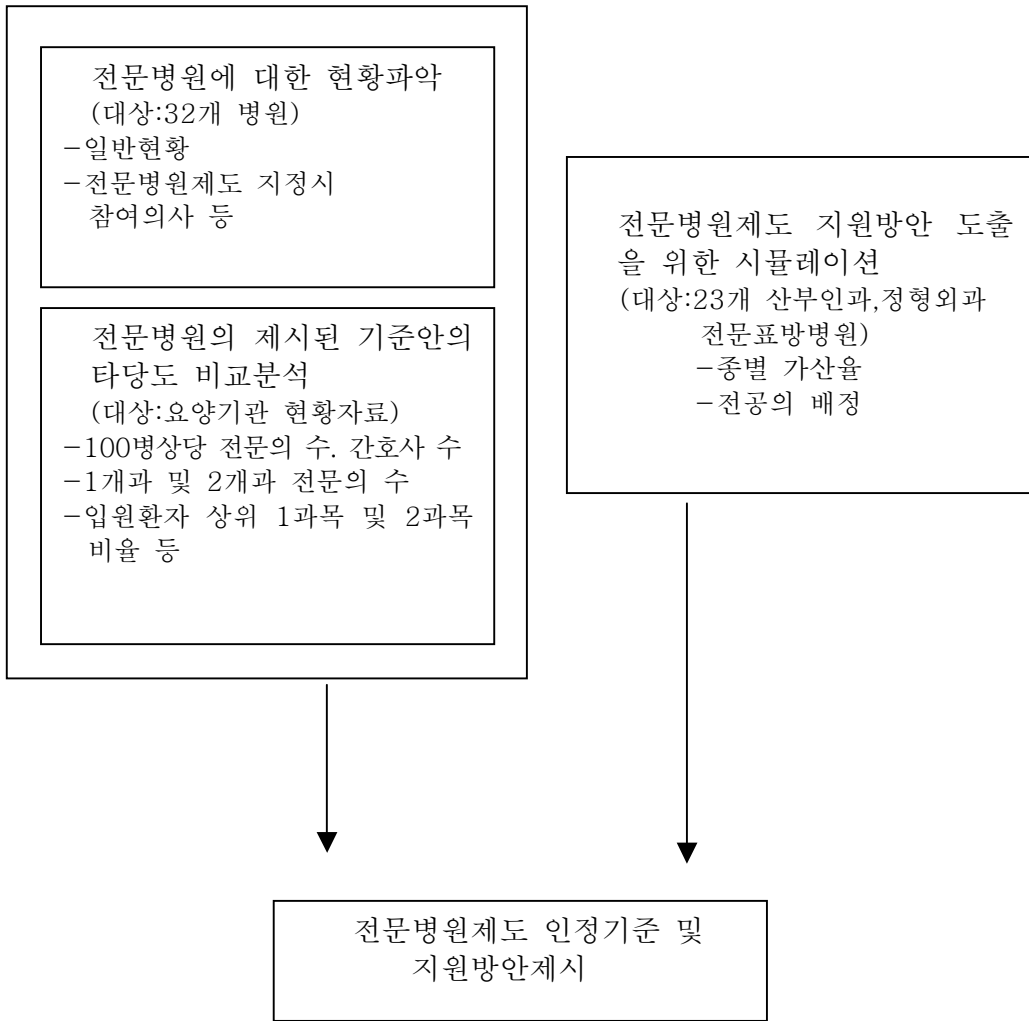 전문병원에 대한 현황파악
(대상:32개 병원)
-일반현황
-전문병원제도 지정시
참여의사 등
전문병원의 제시된 기준안의
타당도 비교분석
(대상:요양기관 현황자료)
-100병상당 전문의 수. 간호사 수
-1개과 및 2개과 전문의 수
-입원환자 상위 1과목 및 2과목
비율 등
전문병원제도 지원방안 도출
을 위한 시뮬레이션
(대상:23개 산부인과,정형외과
전문표방병원)
-종별 가산율
-전공의 배정
전문병원제도 인정기준 및
지원방안제시